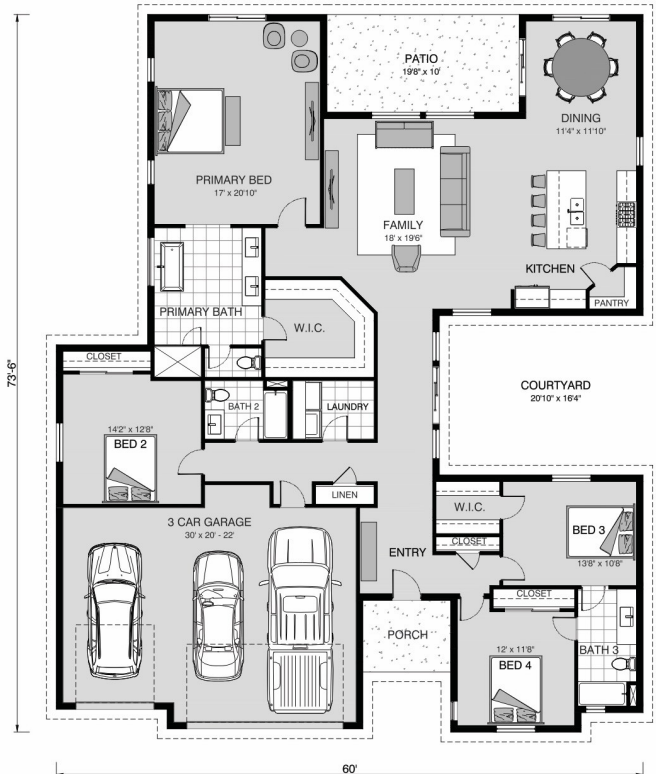 PATIO
19'8" x 10'
DINING
11'4" x 11'10"
PRIMARY BED
17' x 20'10"
FAMILY
18' x 19'6"
KITCHEN
PANTRY
PRIMARY BATH
W.I.C.
CLOSET
73'-6"
COURTYARD
20'10" x 16'4"
BATH 2
LAUNDRY
14'2" x 12'8"
BED 2
LINEN
W.I.C.
3 CAR GARAGE
30' x 20' - 22'
BED 3
13'8" x 10'8"
CLOSET
ENTRY
CLOSET
PORCH
12' x 11'8"
BED 4
BATH 3
60'